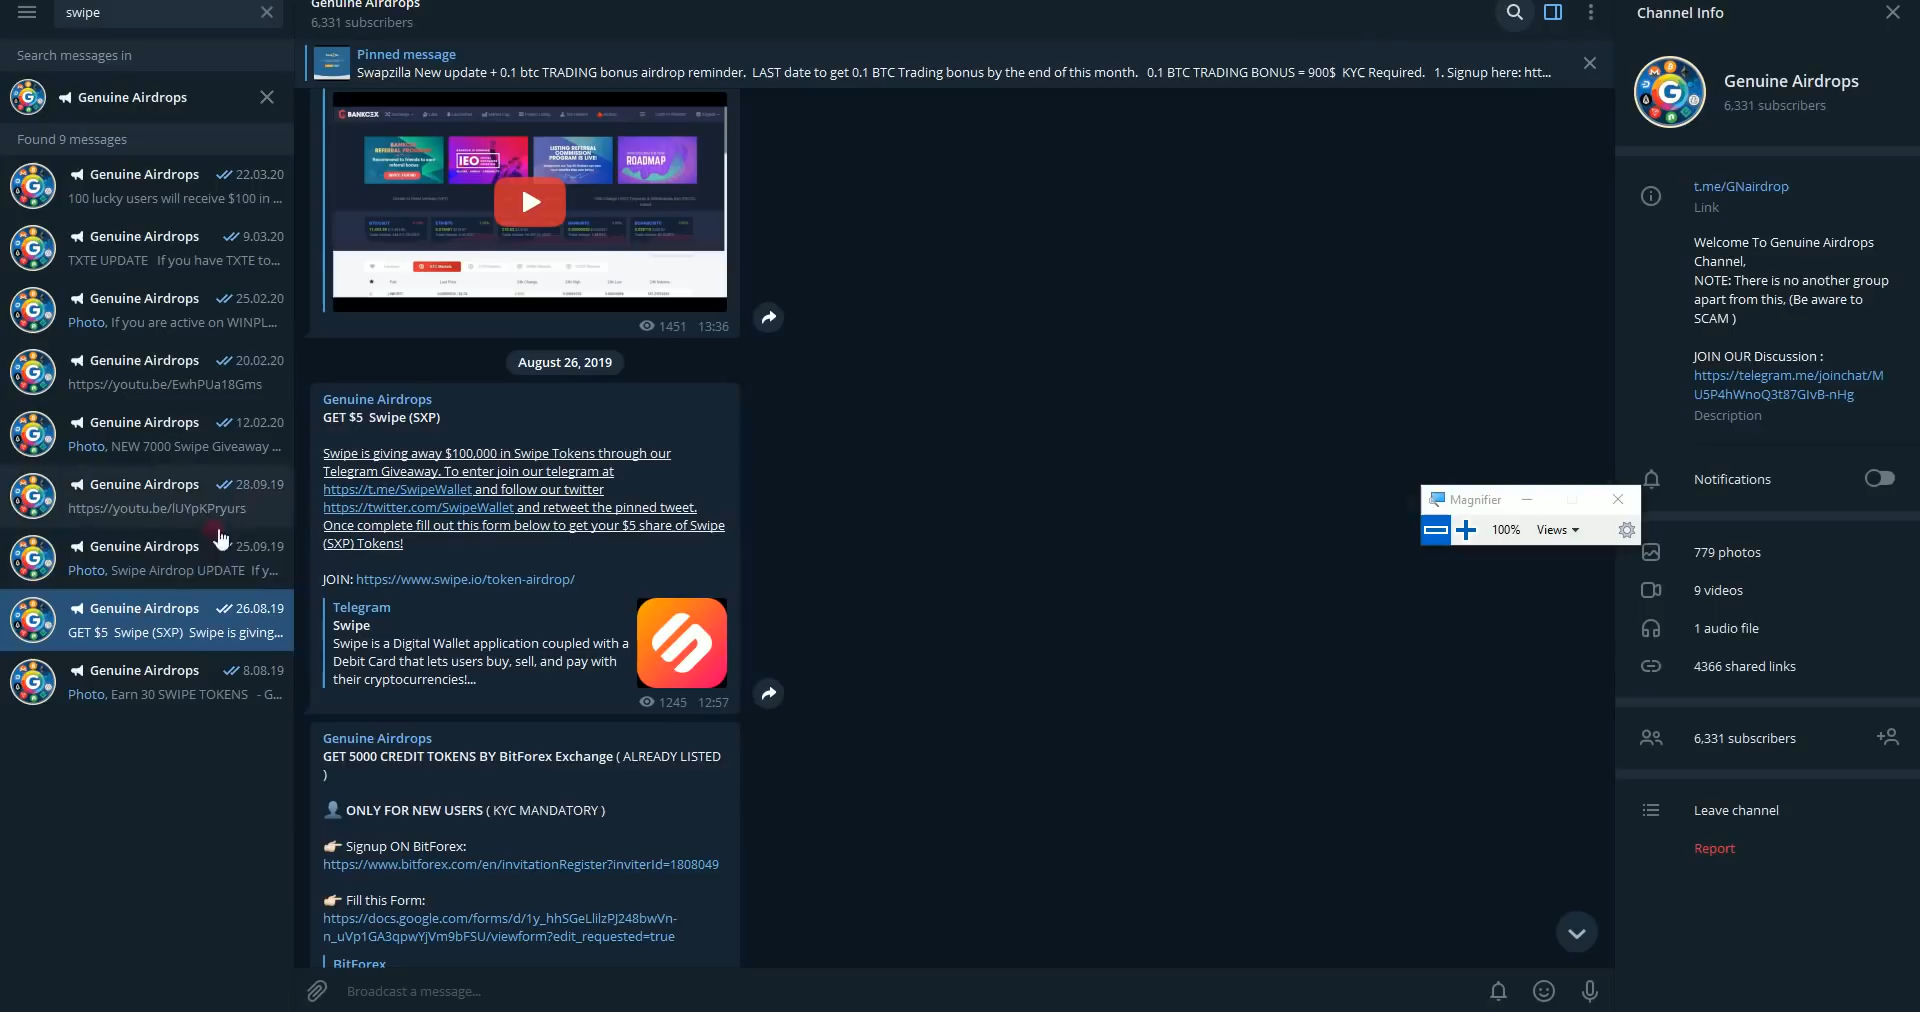 swipe
Search messages in
Genuine Airdrops
Found 9 messages
Genuine Airdrops 22.03.20
100 lucky users will receive $100 in ...
Genuine Airdrops 9.03.20
TXTE UPDATE If you have TXTE to...
Genuine Airdrops 25.02.20
Photo, If you are active on WINPL...
Genuine Airdrops 20.02.20
https://youtu.be/EwhPUa18Gms
Genuine Airdrops 12.02.20
Photo, NEW 7000 Swipe Giveaway ...
Genuine Airdrops 28.09.19
https://youtu.be/lUYpKPryurs
Genuine Airdrops 25.09.19
Photo, Swipe Airdrop UPDATE If y...
Genuine Airdrops 26.08.19
GET $5 Swipe (SXP) Swipe is giving...
Genuine Airdrops 8.08.19
Photo, Earn 30 SWIPE TOKENS - G...
Genuine Airdrops
6,331 subscribers
Pinned message
Swapzilla New update + 0.1 btc TRADING bonus airdrop reminder. LAST date to get 0.1 BTC Trading bonus by the end of this month. 0.1 BTC TRADING BONUS = 900$ KYC Required. 1. Signup here: htt...
BANKCEX
BANKCEX
REFERRAL PROGRAM
IEO
LISTING REFERRAL
COMMISSION
PROGRAM IS LIVE!
ROADMAP
1451 13:36
August 26, 2019
Genuine Airdrops
GET $5 Swipe (SXP)
Swipe is giving away $100,000 in Swipe Tokens through our
Telegram Giveaway. To enter join our telegram at
https://t.me/SwipeWallet and follow our twitter
https://twitter.com/SwipeWallet and retweet the pinned tweet.
Once complete fill out this form below to get your $5 share of Swipe
(SXP) Tokens!
JOIN: https://www.swipe.io/token-airdrop/
Telegram
Swipe
Swipe is a Digital Wallet application coupled with a
Debit Card that lets users buy, sell, and pay with
their cryptocurrencies!...
1245 12:57
Genuine Airdrops
GET 5000 CREDIT TOKENS BY BitForex Exchange ( ALREADY LISTED
)
ONLY FOR NEW USERS ( KYC MANDATORY )
Signup ON BitForex:
https://www.bitforex.com/en/invitationRegister?inviterId=1808049
Fill this Form:
https://docs.google.com/forms/d/1y_hhSGeLlilzPJ248bwVn-
n_uVp1GA3qpwYjVm9bFSU/viewform?edit_requested=true
BitForex
Broadcast a message...
Magnifier
100% Views
Channel Info
Genuine Airdrops
6,331 subscribers
t.me/GNairdrop
Link
Welcome To Genuine Airdrops
Channel,
NOTE: There is no another group
apart from this, (Be aware to
SCAM )
JOIN OUR Discussion :
https://telegram.me/joinchat/M
U5P4hWnoQ3t87GIvB-nHg
Description
Notifications
779 photos
9 videos
1 audio file
4366 shared links
6,331 subscribers
Leave channel
Report